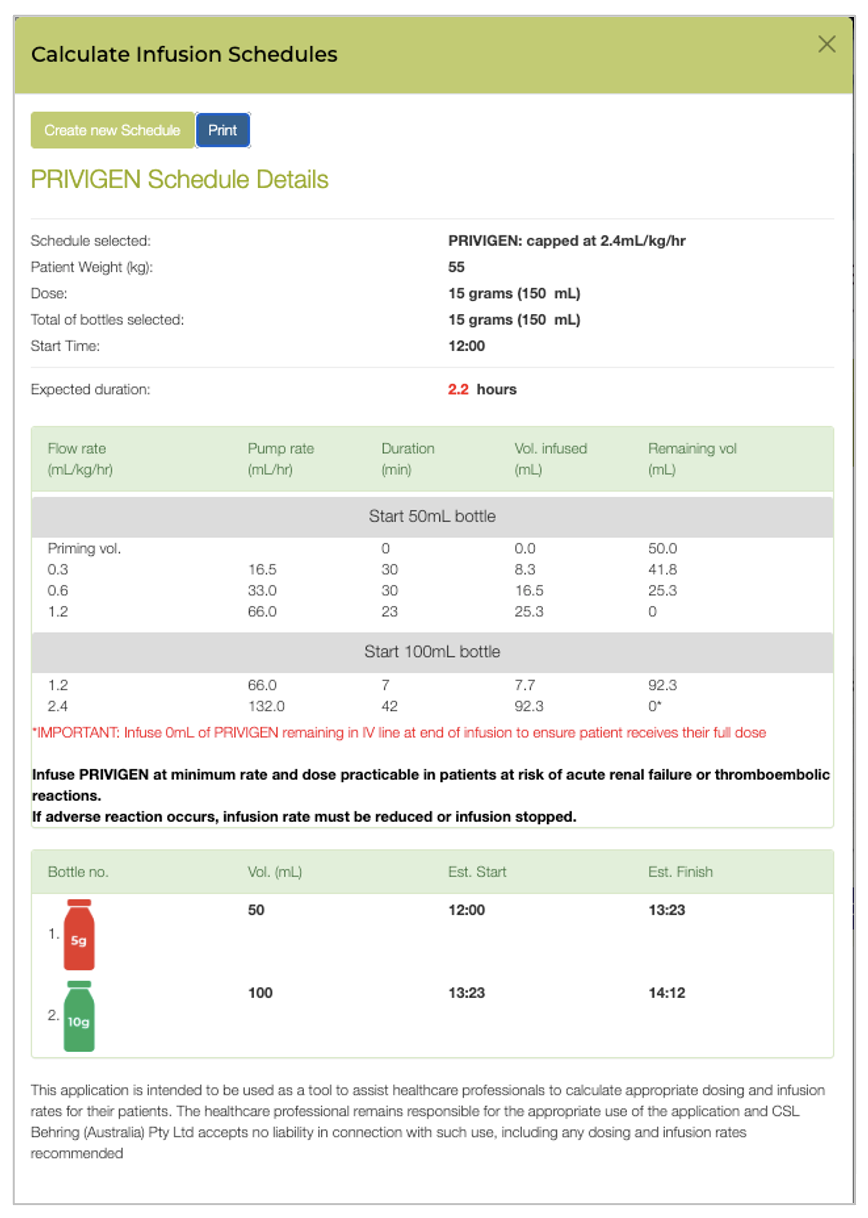 Calculate Infusion Schedules
Create new Schedule Print
PRIVIGEN Schedule Details
Schedule selected: PRIVIGEN: capped at 2.4mL/kg/hr
Patient Weight (kg): 55
Dose: 15 grams (150 mL)
Total of bottles selected: 15 grams (150 mL)
Start Time: 12:00
Expected duration: 2.2 hours
Flow rate Pump rate Duration Vol. infused Remaining vol
(mL/kg/hr) (mL/hr) (min) (mL) (mL)
Start 50mL bottle
Priming vol. 0 0.0 50.0
0.3 16.5 30 8.3 41.8
0.6 33.0 30 16.5 25.3
1.2 66.0 23 25.3 0
Start 100mL bottle
1.2 66.0 7 7.7 92.3
2.4 132.0 42 92.3 0*
*IMPORTANT: Infuse 0mL of PRIVIGEN remaining in IV line at end of infusion to ensure patient receives their full dose
Infuse PRIVIGEN at minimum rate and dose practicable in patients at risk of acute renal failure or thromboembolic
reactions.
If adverse reaction occurs, infusion rate must be reduced or infusion stopped.
Bottle no. Vol. (mL) Est. Start Est. Finish
1. 5g 50 12:00 13:23
2. 10g 100 13:23 14:12
This application is intended to be used as a tool to assist healthcare professionals to calculate appropriate dosing and infusion
rates for their patients. The healthcare professional remains responsible for the appropriate use of the application and CSL
Behring (Australia) Pty Ltd accepts no liability in connection with such use, including any dosing and infusion rates
recommended